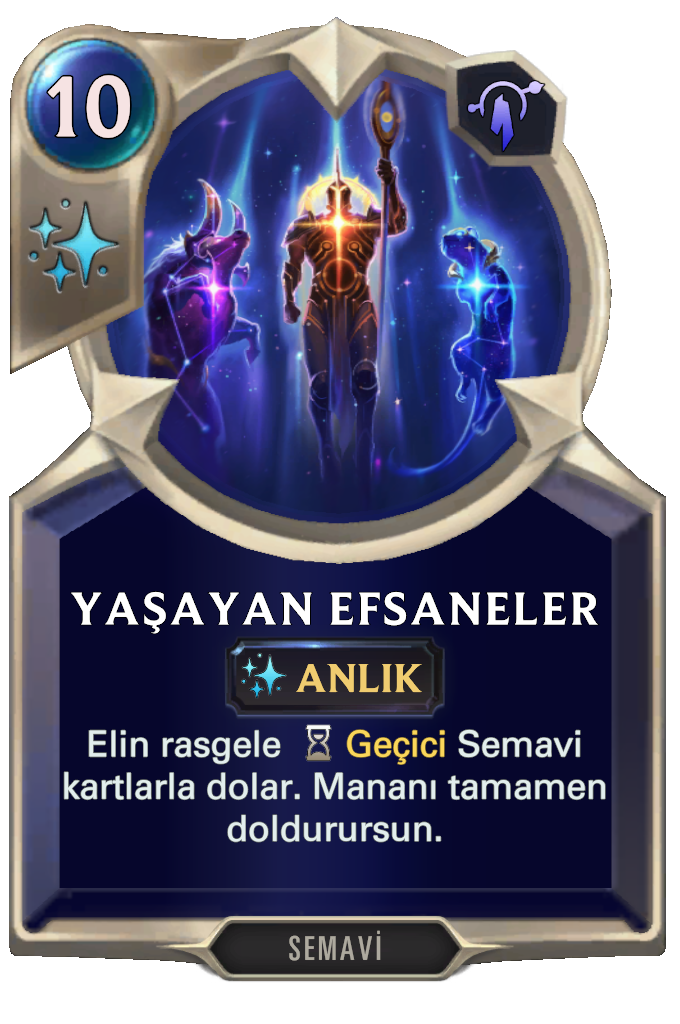 10
YAŞAYAN EFSANELER
ANLIK
Elin rasgele Geçici Semavi
kartlarla dolar. Mananı tamamen
doldurursun.
SEMAVİ